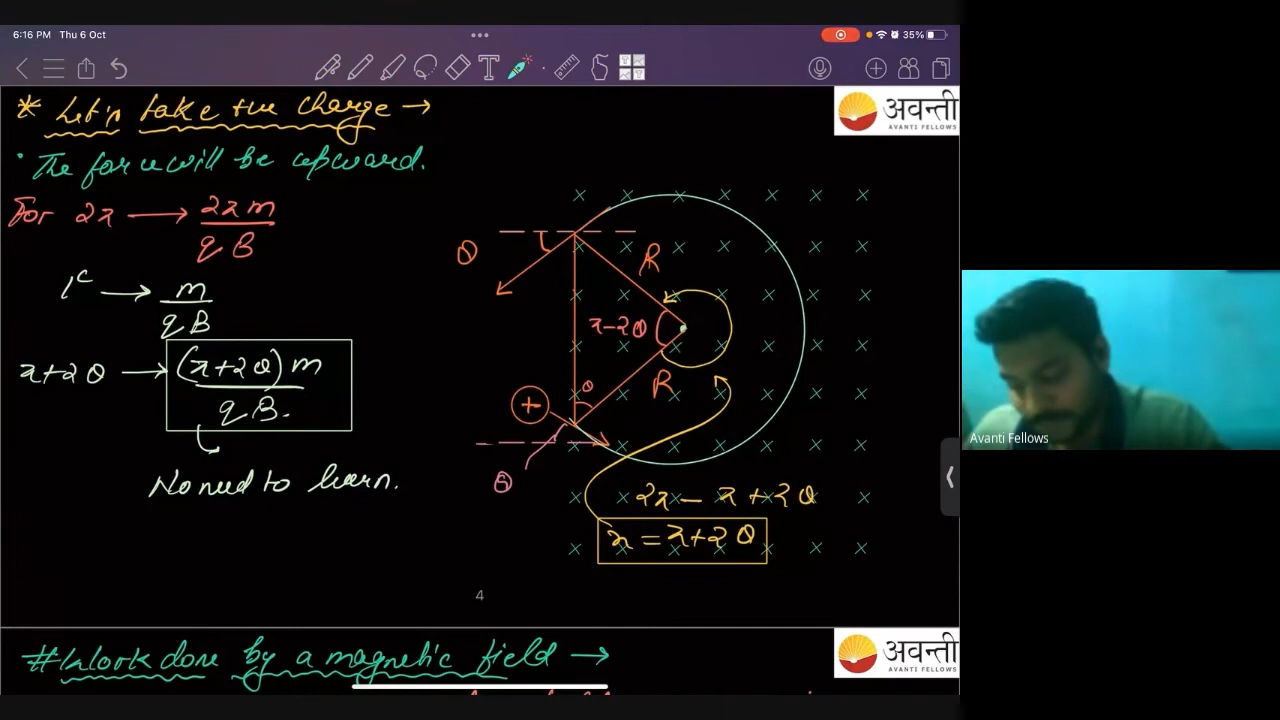 6:16 PM Thu 6 Oct
35%
* Let's take the charge →
अवन्ती
AVANTI FELLOWS
• The force will be upward.
For 2π → 2πm / qB
1ᶜ → m / qB
π+2θ → (π+2θ)m / qB.
No need to learn.
θ
R
π-2θ
θ
R
+
θ
2π - π + 2θ
x = π+2θ
4
Avanti Fellows
# Work done by a magnetic field →
अवन्ती
AVANTI FELLOWS